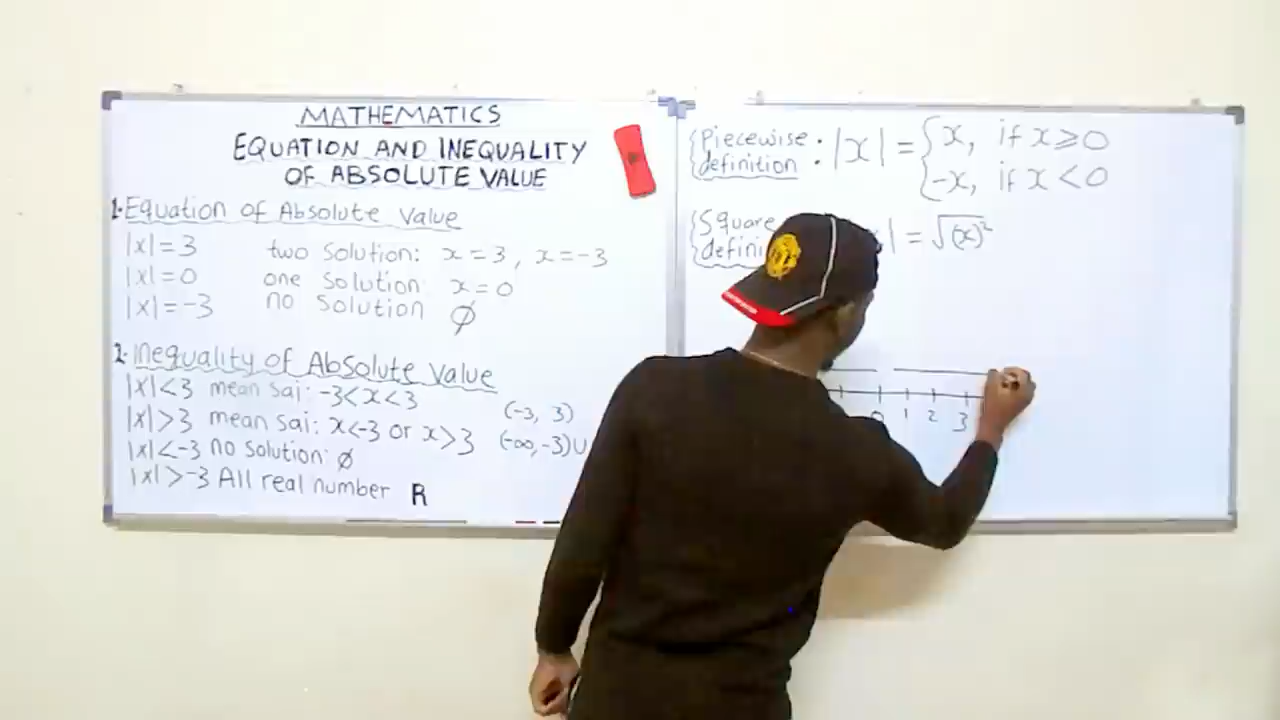 MATHEMATICS
EQUATION AND INEQUALITY
OF ABSOLUTE VALUE
1. Equation of Absolute Value
|x|=3 two solution: x=3, x=-3
|x|=0 one solution: x=0
|x|=-3 no solution ∅
2. Inequality of Absolute Value
|x|<3 mean sai: -3<x<3 (-3, 3)
|x|>3 mean sai: x<-3 or x>3 (-∞,-3)∪
|x|<-3 no solution: ∅
|x|>-3 All real number R
{Piecewise definition: |x| = {x, if x⩾0
-x, if x<0
{Square
| = √(x)²
0 1 2 3